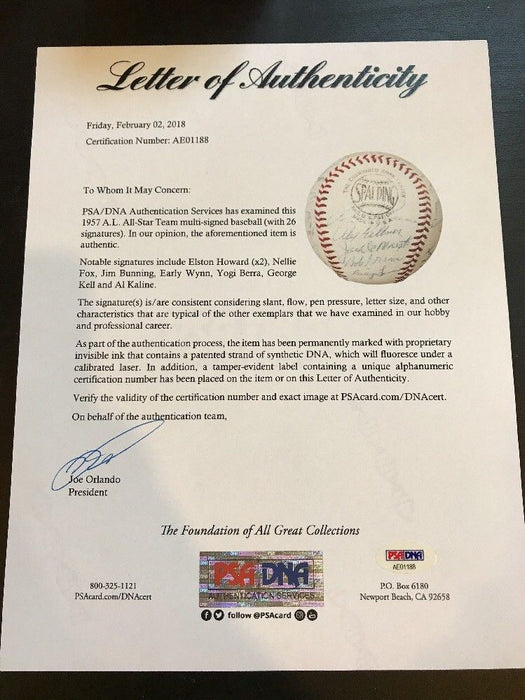 Letter of Authenticity
Friday, February 02, 2018
Certification Number: AE01188
To Whom It May Concern:
PSA/DNA Authentication Services has examined this
1957 A.L. All-Star Team multi-signed baseball (with 26
signatures). In our opinion, the aforementioned item is
authentic.
Notable signatures include Elston Howard (x2), Nellie
Fox, Jim Bunning, Early Wynn, Yogi Berra, George
Kell and Al Kaline.
SPALDING
The signature(s) is/are consistent considering slant, flow, pen pressure, letter size, and other
characteristics that are typical of the other exemplars that we have examined in our hobby
and professional career.
As part of the authentication process, the item has been permanently marked with proprietary
invisible ink that contains a patented strand of synthetic DNA, which will fluoresce under a
calibrated laser. In addition, a tamper-evident label containing a unique alphanumeric
certification number has been placed on the item or on this Letter of Authenticity.
Verify the validity of the certification number and exact image at PSAcard.com/DNAcert.
On behalf of the authentication team,
Joe Orlando
President
The Foundation of All Great Collections
800-325-1121
PSAcard.com/DNAcert
PSA DNA
AUTHENTICATION SERVICES
follow @PSAcard
PSA DNA
AE01188
P.O. Box 6180
Newport Beach, CA 92658